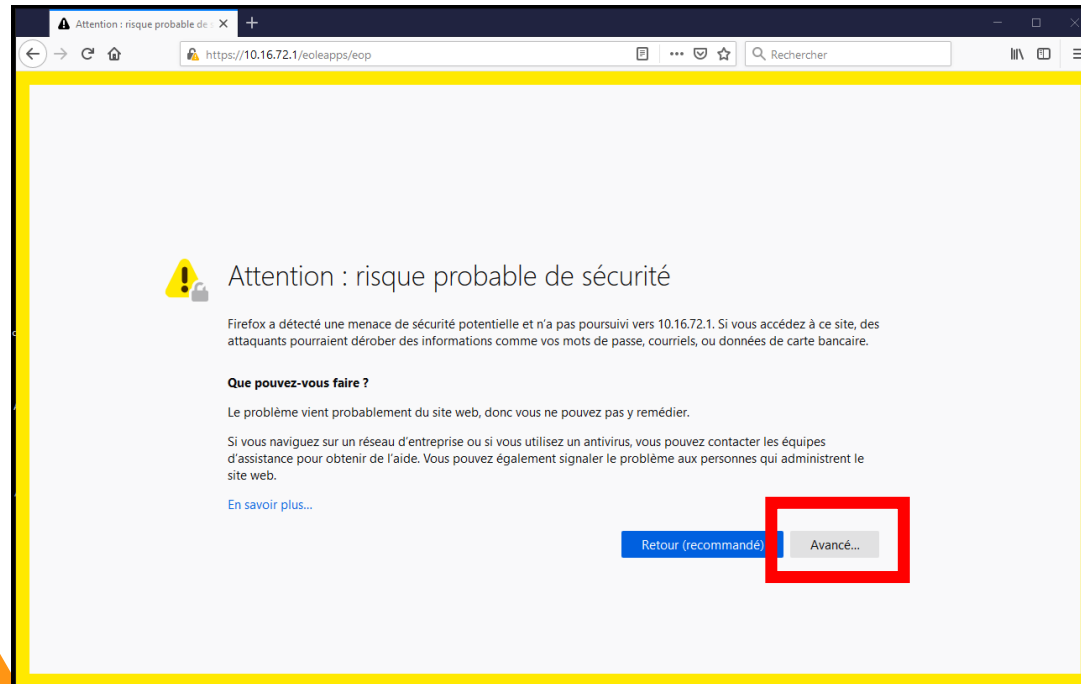 Attention : risque probable de s
https://10.16.72.1/eoleapps/eop
Rechercher
Attention : risque probable de sécurité
Firefox a détecté une menace de sécurité potentielle et n'a pas poursuivi vers 10.16.72.1. Si vous accédez à ce site, des
attaquants pourraient dérober des informations comme vos mots de passe, courriels, ou données de carte bancaire.
Que pouvez-vous faire ?
Le problème vient probablement du site web, donc vous ne pouvez pas y remédier.
Si vous naviguez sur un réseau d'entreprise ou si vous utilisez un antivirus, vous pouvez contacter les équipes
d'assistance pour obtenir de l'aide. Vous pouvez également signaler le problème aux personnes qui administrent le
site web.
En savoir plus...
Retour (recommandé)
Avancé...